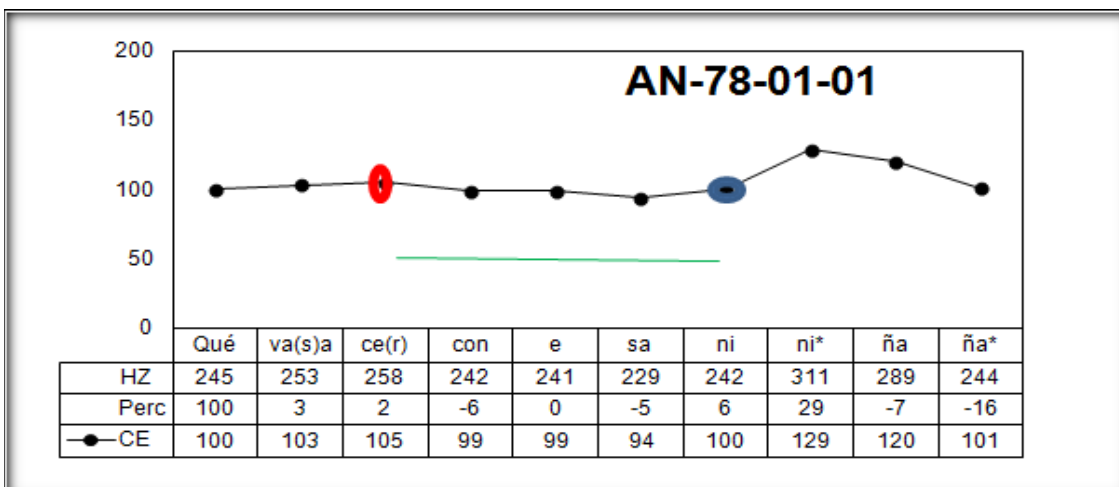 200
AN-78-01-01
150
100
50
0
Qué va(s)a ce(r) con e sa ni ni* ña ña*
HZ 245 253 258 242 241 229 242 311 289 244
Perc 100 3 2 -6 0 -5 6 29 -7 -16
CE 100 103 105 99 99 94 100 129 120 101